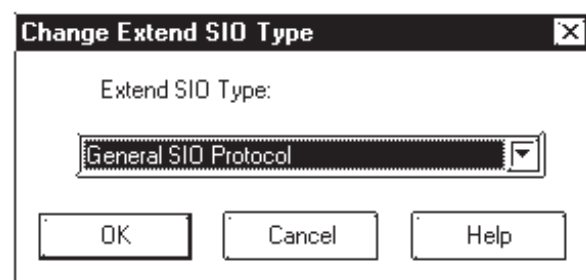 Change Extend SIO Type
Extend SIO Type:
General SIO Protocol
OK Cancel Help